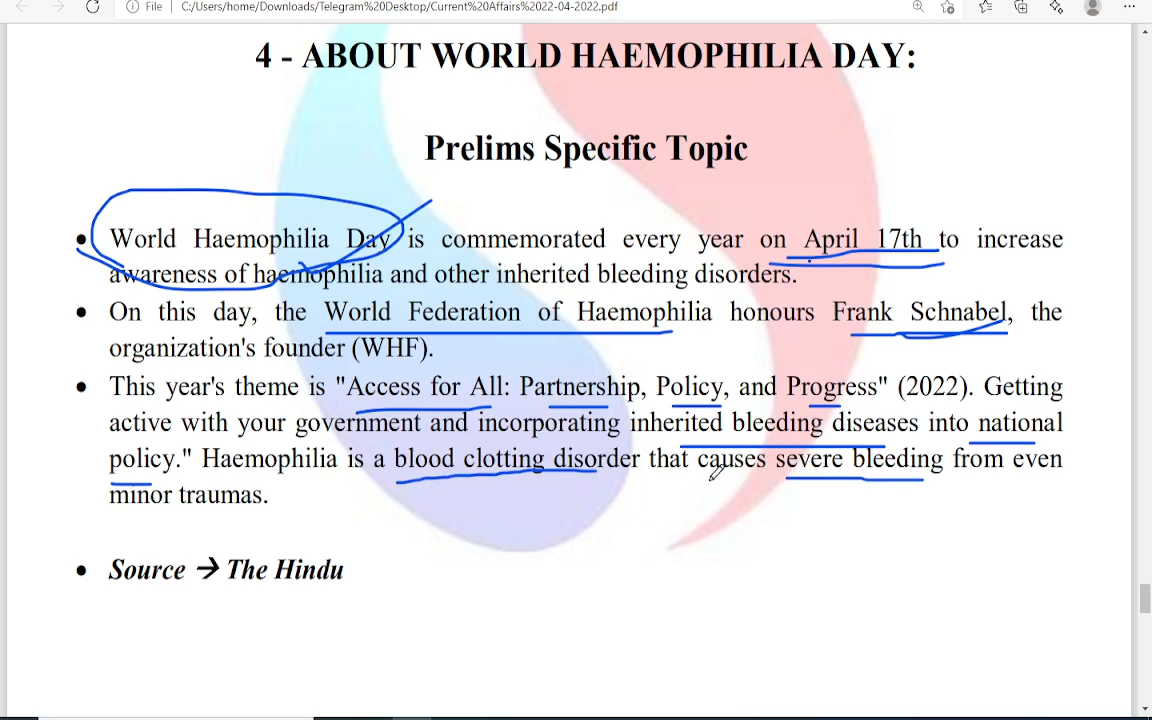 File | C:/Users/home/Downloads/Telegram%20Desktop/Current%20Affairs%2022-04-2022.pdf
4 - ABOUT WORLD HAEMOPHILIA DAY:
Prelims Specific Topic
• World Haemophilia Day is commemorated every year on April 17th to increase
awareness of haemophilia and other inherited bleeding disorders.
• On this day, the World Federation of Haemophilia honours Frank Schnabel, the
organization's founder (WHF).
• This year's theme is "Access for All: Partnership, Policy, and Progress" (2022). Getting
active with your government and incorporating inherited bleeding diseases into national
policy." Haemophilia is a blood clotting disorder that causes severe bleeding from even
minor traumas.
• Source → The Hindu